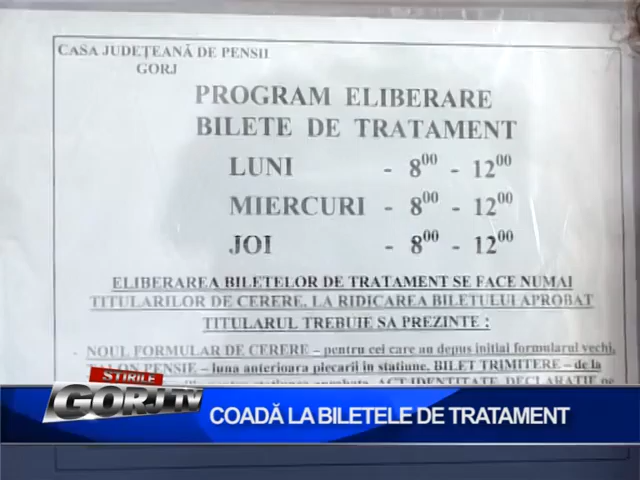 CASA JUDEȚEANĂ DE PENSII
GORJ
PROGRAM ELIBERARE
BILETE DE TRATAMENT
LUNI - 8⁰⁰ - 12⁰⁰
MIERCURI - 8⁰⁰ - 12⁰⁰
JOI - 8⁰⁰ - 12⁰⁰
ELIBERAREA BILETELOR DE TRATAMENT SE FACE NUMAI
TITULARILOR DE CERERE. LA RIDICAREA BILETULUI APROBAT
TITULARUL TREBUIE SA PREZINTE :
- NOUL FORMULAR DE CERERE – pentru cei care au depus initial formularul vechi,
PENSIE – luna anterioara plecarii in statiune, BILET TRIMITERE – de la
ACT IDENTITATE, DECLARATIE pe
STIRILE
GORJ TV
COADĂ LA BILETELE DE TRATAMENT